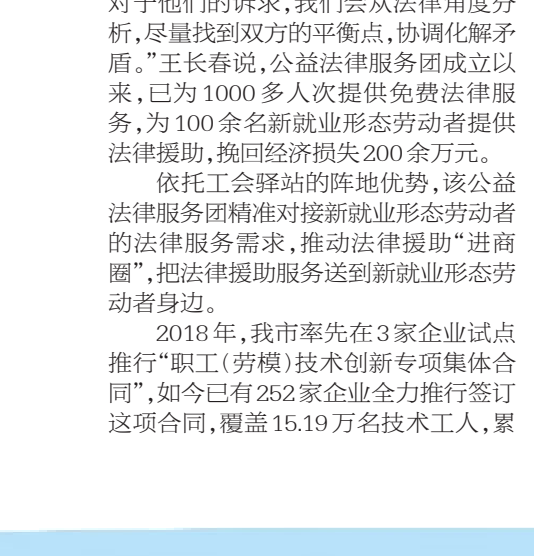 对于他们的诉求，我们会从法律角度分
析，尽量找到双方的平衡点，协调化解矛
盾。”王长春说，公益法律服务团成立以
来，已为1000多人次提供免费法律服
务，为100余名新就业形态劳动者提供
法律援助，挽回经济损失200余万元。
依托工会驿站的阵地优势，该公益
法律服务团精准对接新就业形态劳动者
的法律服务需求，推动法律援助“进商
圈”，把法律援助服务送到新就业形态劳
动者身边。
2018年，我市率先在3家企业试点
推行“职工（劳模）技术创新专项集体合
同”，如今已有252家企业全力推行签订
这项合同，覆盖15.19万名技术工人，累